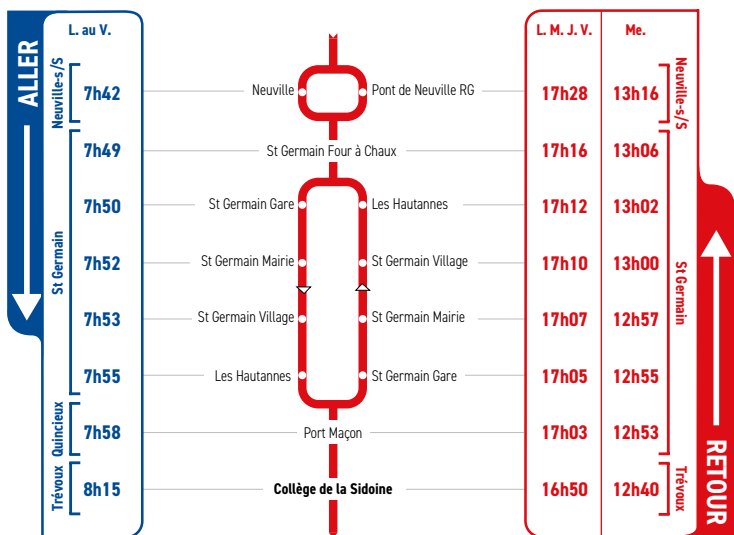 ALLER
L. au V.
L. M. J. V. Me.
Neuville-s/S
7h42 Neuville Pont de Neuville RG 17h28 13h16
Neuville-s/S
St Germain
7h49 St Germain Four à Chaux 17h16 13h06
7h50 St Germain Gare Les Hautannes 17h12 13h02
7h52 St Germain Mairie St Germain Village 17h10 13h00
7h53 St Germain Village St Germain Mairie 17h07 12h57
7h55 Les Hautannes St Germain Gare 17h05 12h55
St Germain
Quincieux
7h58 Port Maçon 17h03 12h53
Trévoux
8h15 Collège de la Sidoine 16h50 12h40
Trévoux
RETOUR